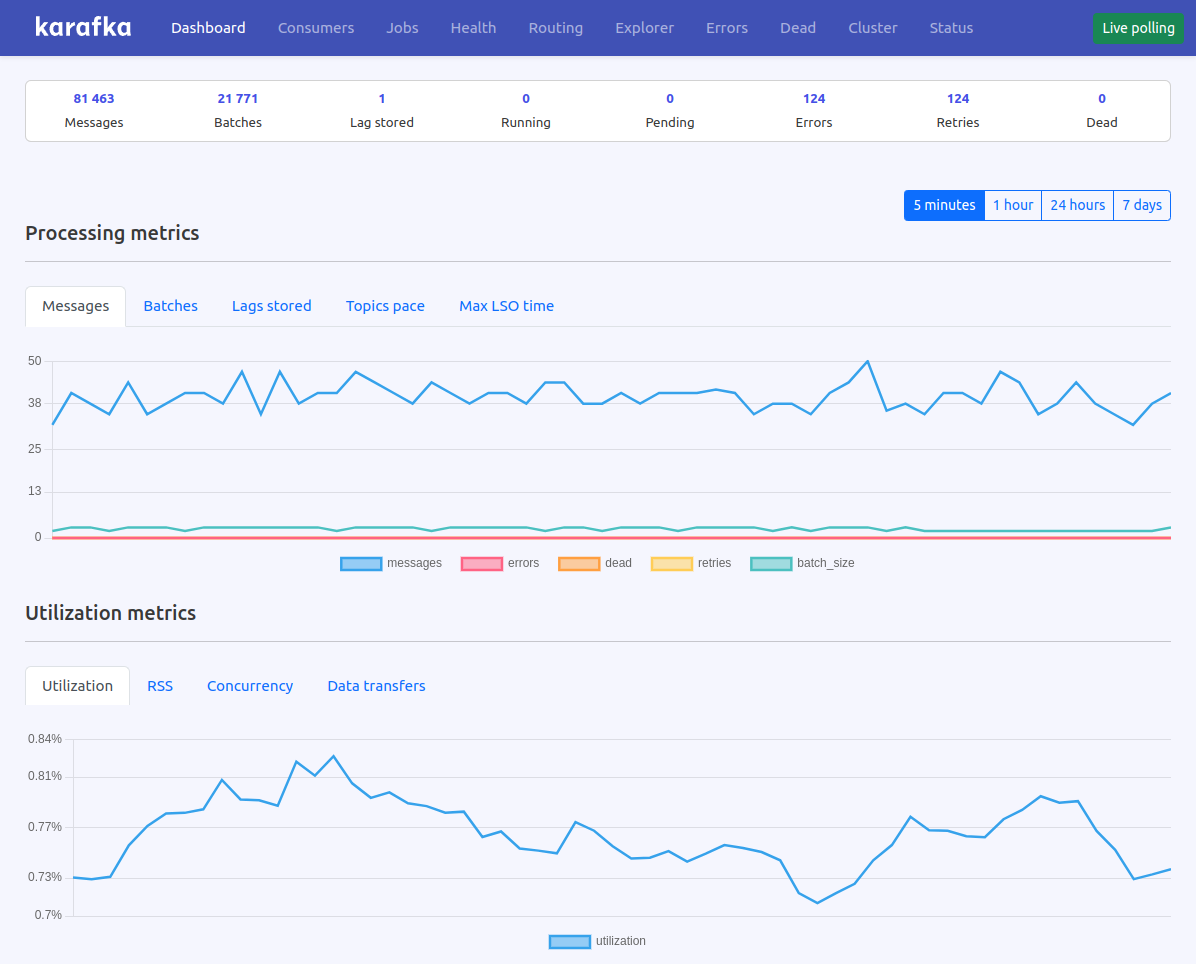 karafka Dashboard Consumers Jobs Health Routing Explorer Errors Dead Cluster Status Live polling
81 463 21 771 1 0 0 124 124 0
Messages Batches Lag stored Running Pending Errors Retries Dead
5 minutes 1 hour 24 hours 7 days
Processing metrics
Messages Batches Lags stored Topics pace Max LSO time
50
38
25
13
0
messages errors dead retries batch_size
Utilization metrics
Utilization RSS Concurrency Data transfers
0.84%
0.81%
0.77%
0.73%
0.7%
utilization